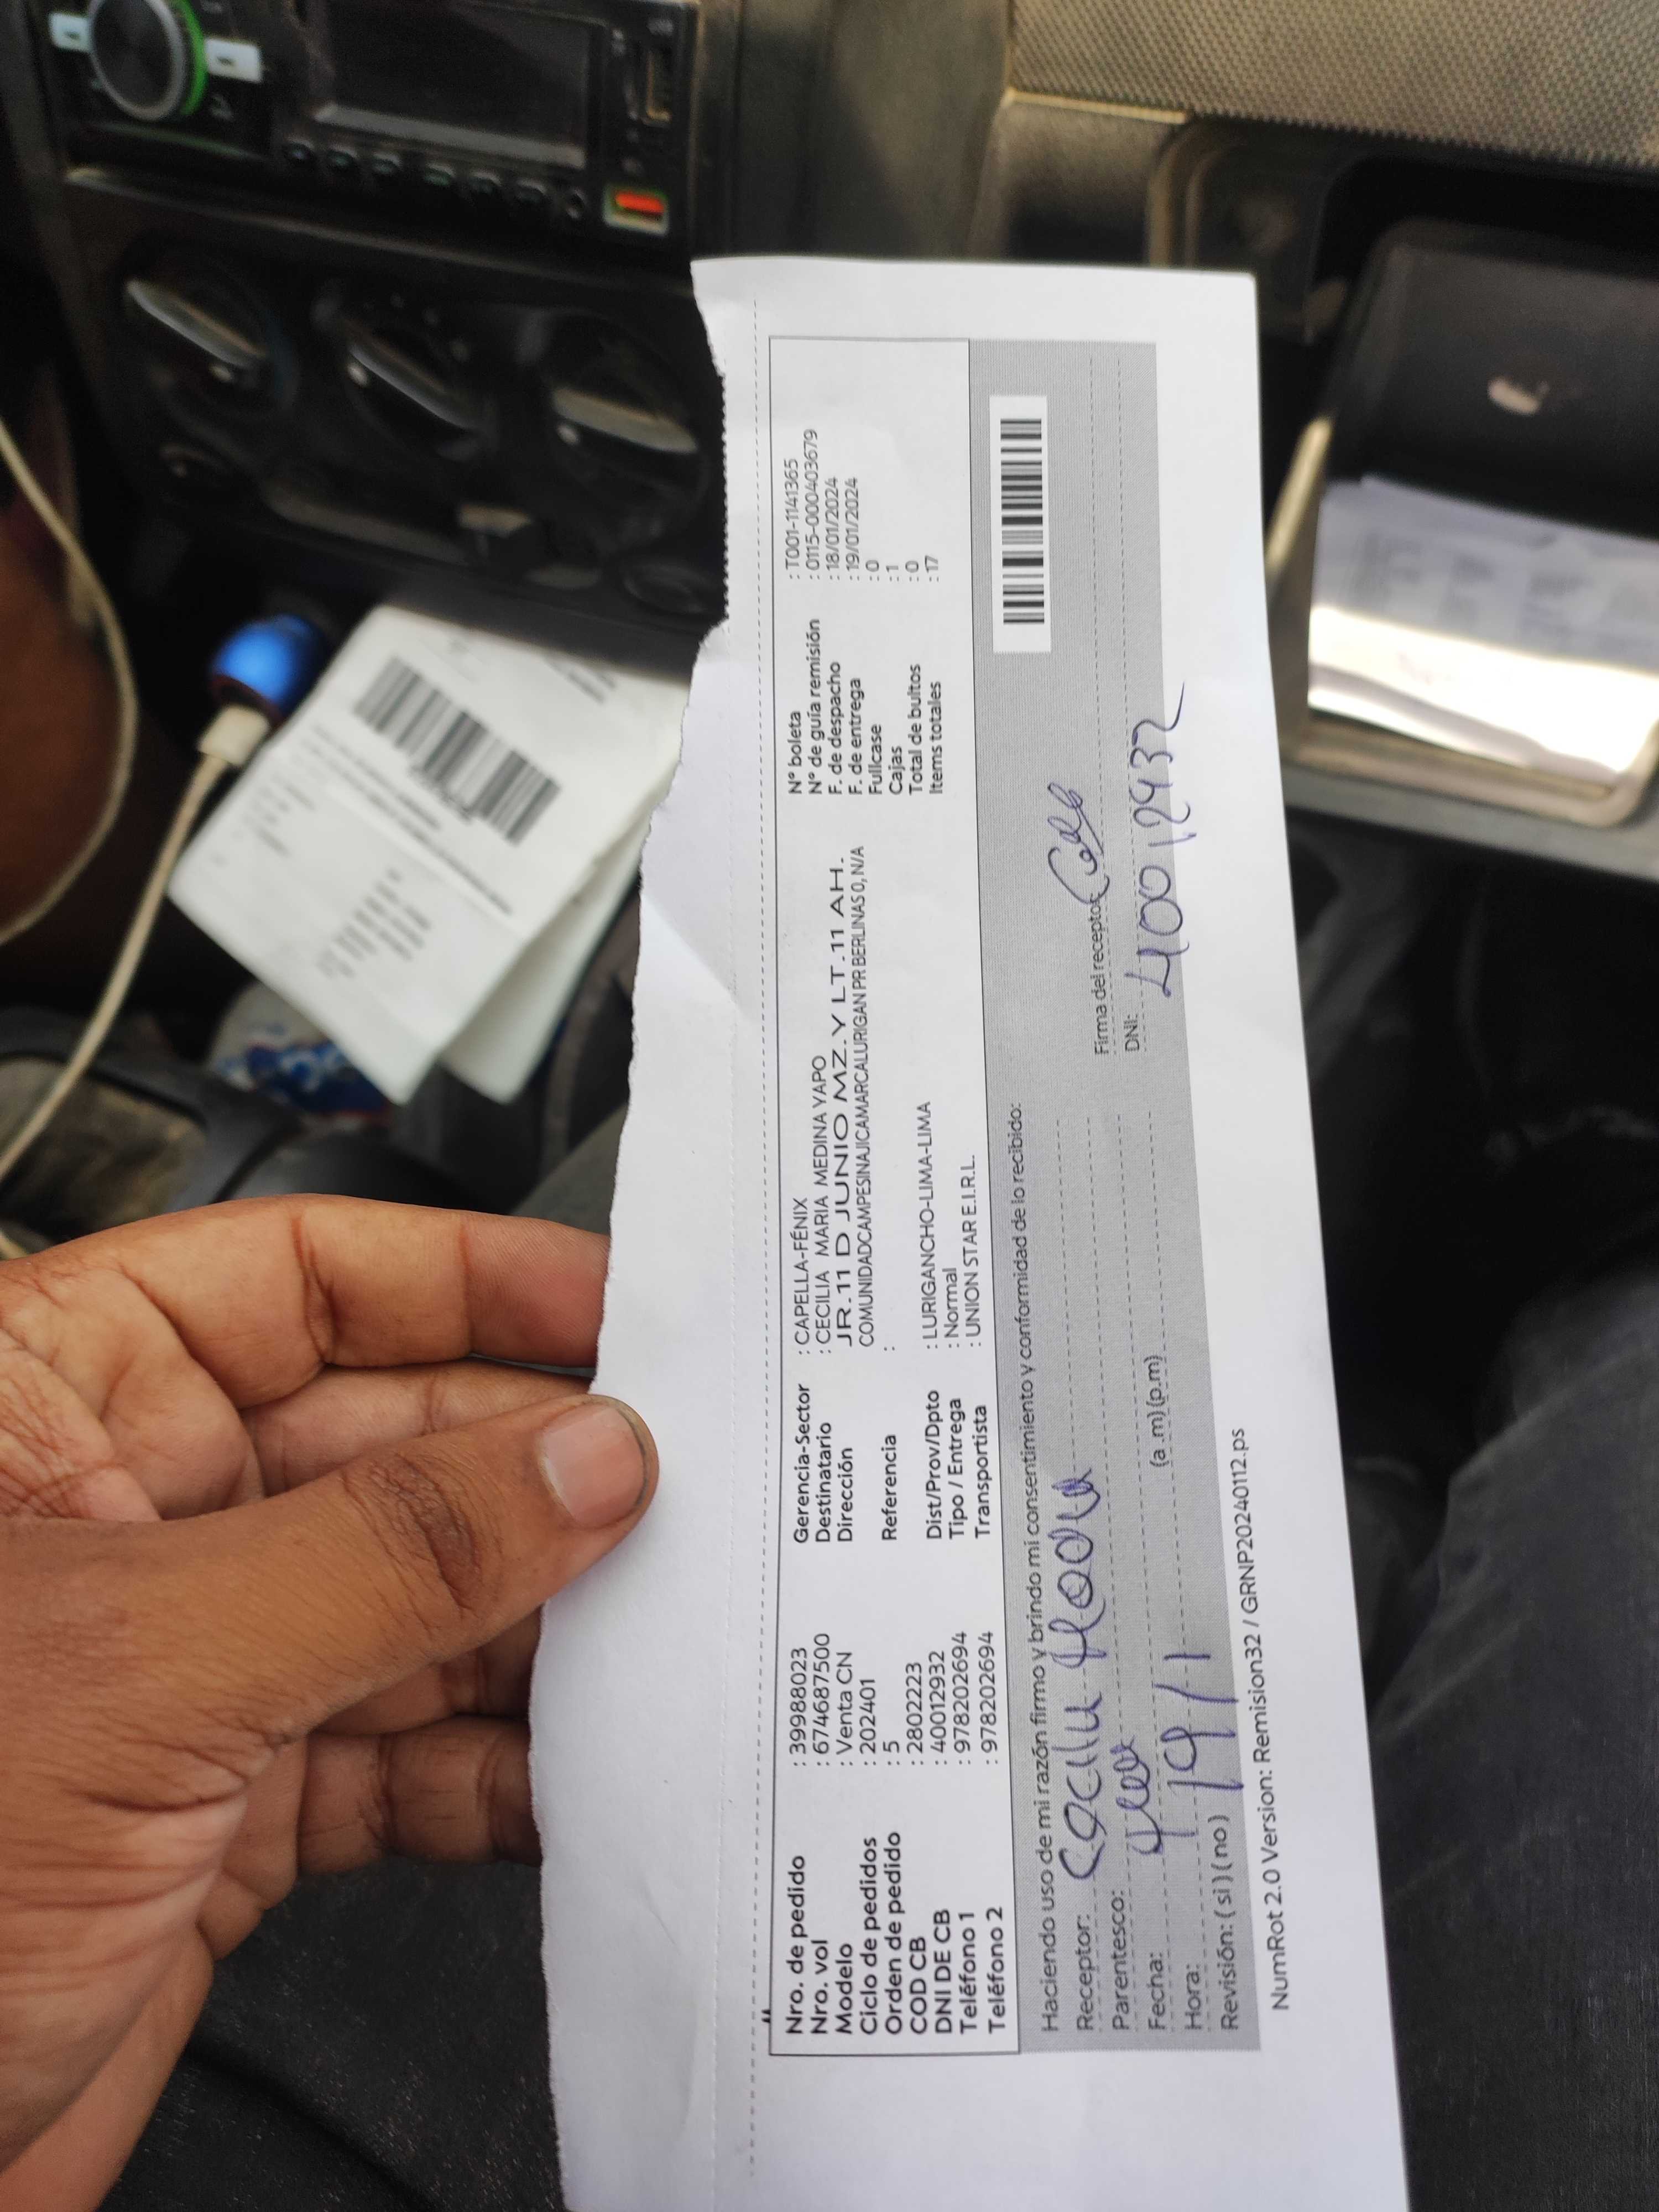 Nro. de pedido : 39988023 Gerencia-Sector : CAPELLA-FÉNIX N° boleta : T001-1141365
Nro. vol : 674687500 Destinatario : CECILIA MARIA MEDINA YAPO N° de guía remisión : 0115-000403679
Modelo : Venta CN Dirección JR.11 D JUNIO MZ.Y LT.11 AH. F. de despacho : 18/01/2024
Ciclo de pedidos : 202401 COMUNIDADCAMPESINAJICAMARCALURIGANPR BERLINAS 0, N/A F. de entrega : 19/01/2024
Orden de pedido : 5 Referencia : Fullcase : 0
COD CB : 2802223 Cajas : 1
DNI DE CB : 40012932 Dist/Prov/Dpto : LURIGANCHO-LIMA-LIMA Total de bultos : 0
Teléfono 1 : 978202694 Tipo / Entrega : Normal Items totales : 17
Teléfono 2 : 978202694 Transportista : UNION STAR E.I.R.L.
Haciendo uso de mi razón firmo y brindo mi consentimiento y conformidad de lo recibido:
Receptor: Firma del receptor:
Parentesco: DNI: 40012932
Fecha: 19/1
Hora: (a .m) (p.m)
Revisión: ( si ) ( no )
NumRot 2.0 Version: Remision32 / GRNP20240112.ps